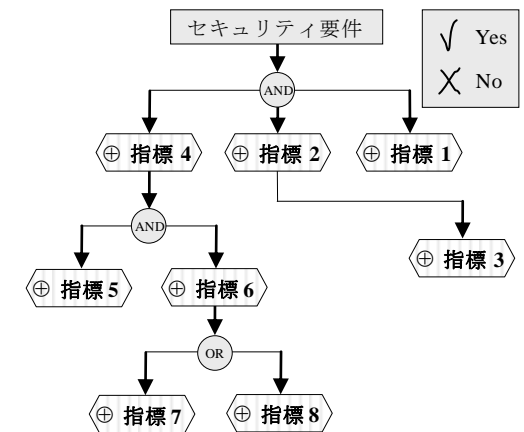 セキュリティ要件
√ Yes
X No
AND
⊕ 指標 4
⊕ 指標 2
⊕ 指標 1
AND
⊕ 指標 3
⊕ 指標 5
⊕ 指標 6
OR
⊕ 指標 7
⊕ 指標 8